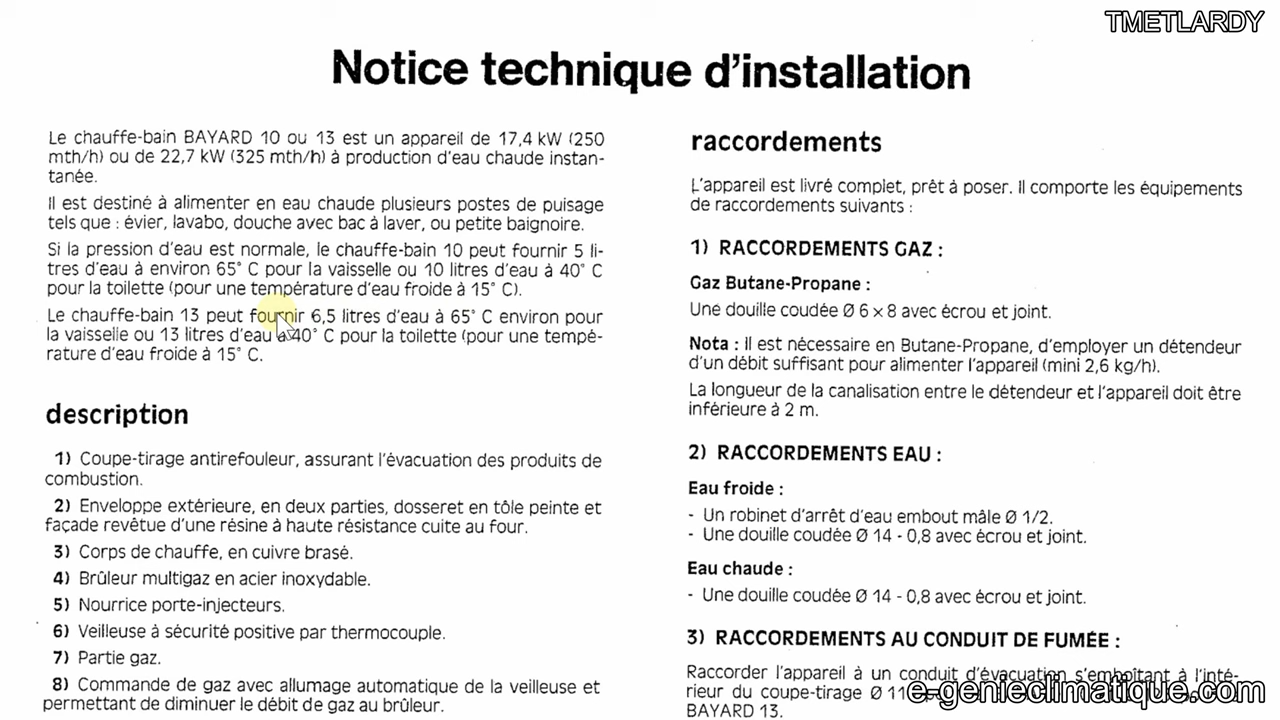 TMETLARDY
Notice technique d'installation
Le chauffe-bain BAYARD 10 ou 13 est un appareil de 17,4 kW (250
mth/h) ou de 22,7 kW (325 mth/h) à production d'eau chaude instan-
tanée.
Il est destiné à alimenter en eau chaude plusieurs postes de puisage
tels que : évier, lavabo, douche avec bac à laver, ou petite baignoire.
Si la pression d'eau est normale, le chauffe-bain 10 peut fournir 5 li-
tres d'eau à environ 65° C pour la vaisselle ou 10 litres d'eau à 40° C
pour la toilette (pour une température d'eau froide à 15° C).
Le chauffe-bain 13 peut fournir 6,5 litres d'eau à 65° C environ pour
la vaisselle ou 13 litres d'eau à 40° C pour la toilette (pour une tempé-
rature d'eau froide à 15° C.
description
1) Coupe-tirage antirefouleur, assurant l'évacuation des produits de
combustion.
2) Enveloppe extérieure, en deux parties, dosseret en tôle peinte et
façade revêtue d'une résine à haute résistance cuite au four.
3) Corps de chauffe, en cuivre brasé.
4) Brûleur multigaz en acier inoxydable.
5) Nourrice porte-injecteurs.
6) Veilleuse à sécurité positive par thermocouple.
7) Partie gaz.
8) Commande de gaz avec allumage automatique de la veilleuse et
permettant de diminuer le débit de gaz au brûleur.
raccordements
L'appareil est livré complet, prêt à poser. Il comporte les équipements
de raccordements suivants :
1) RACCORDEMENTS GAZ :
Gaz Butane-Propane :
Une douille coudée Ø 6 × 8 avec écrou et joint.
Nota : Il est nécessaire en Butane-Propane, d'employer un détendeur
d'un débit suffisant pour alimenter l'appareil (mini 2,6 kg/h).
La longueur de la canalisation entre le détendeur et l'appareil doit être
inférieure à 2 m.
2) RACCORDEMENTS EAU :
Eau froide :
- Un robinet d'arrêt d'eau embout mâle Ø 1/2.
- Une douille coudée Ø 14 - 0,8 avec écrou et joint.
Eau chaude :
- Une douille coudée Ø 14 - 0,8 avec écrou et joint.
3) RACCORDEMENTS AU CONDUIT DE FUMÉE :
Raccorder l'appareil à un conduit d'évacuation s'emboîtant à l'inté-
rieur du coupe-tirage Ø
BAYARD 13.
e-genieclimatique.com